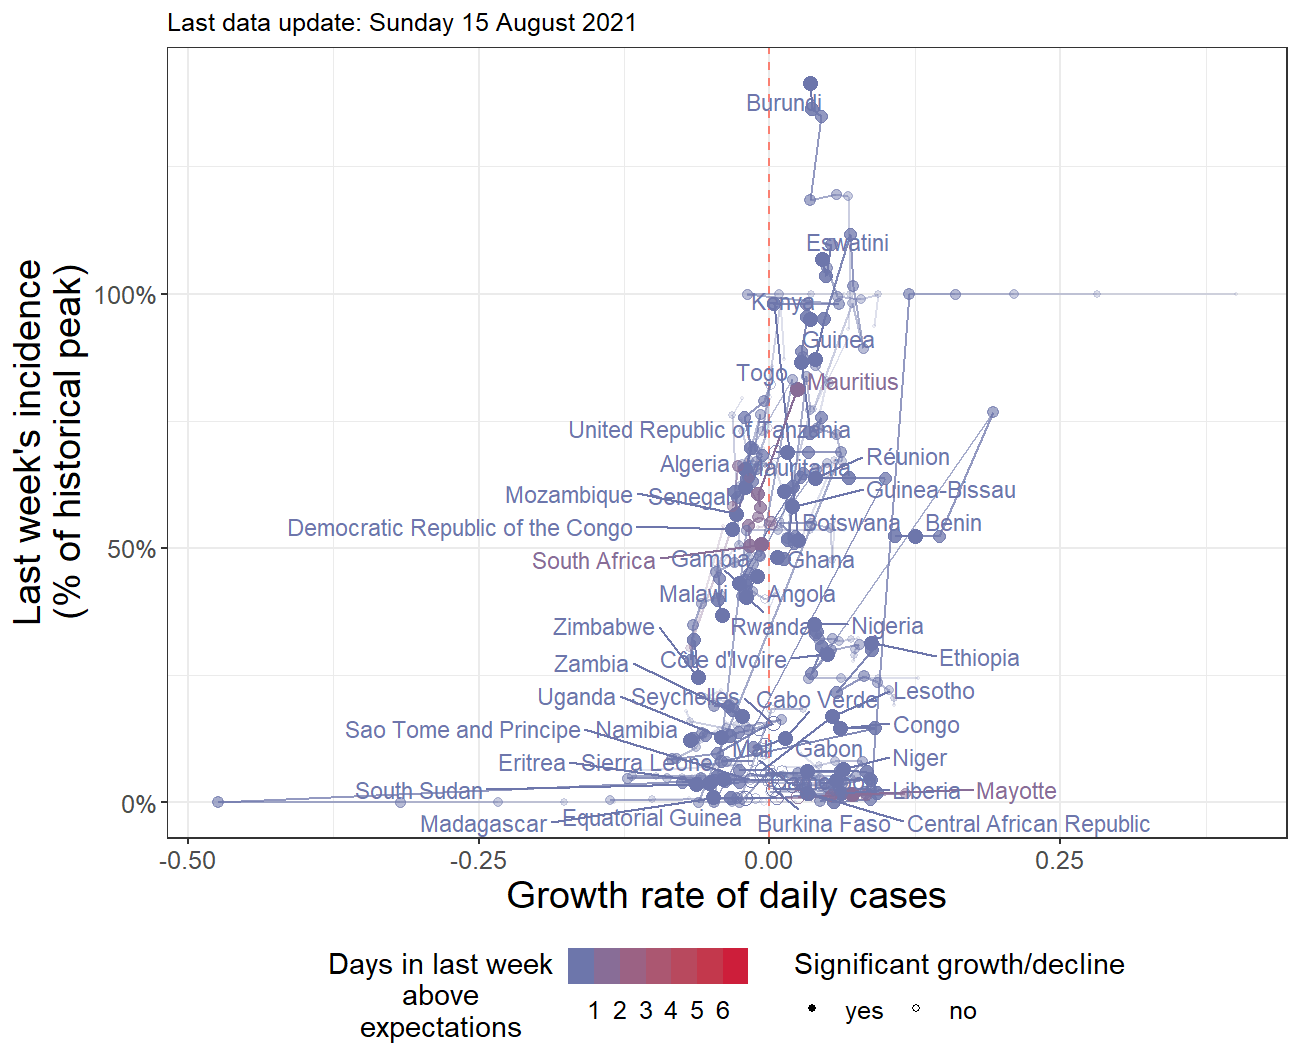 Last data update: Sunday 15 August 2021
Last week's incidence
(% of historical peak)
100%
50%
0%
Burundi
Eswatini
Kenya
Guinea
Togo
Mauritius
United Republic of Tanzania
Algeria
Mauritania
Réunion
Mozambique
Senegal
Guinea-Bissau
Democratic Republic of the Congo
Botswana
Benin
South Africa
Gambia
Ghana
Malawi
Angola
Zimbabwe
Rwanda
Nigeria
Zambia
Côte d'Ivoire
Ethiopia
Uganda
Seychelles
Cabo Verde
Lesotho
Sao Tome and Principe
Namibia
Congo
Mali
Gabon
Eritrea
Sierra Leone
Niger
South Sudan
Liberia
Mayotte
Madagascar
Equatorial Guinea
Burkina Faso
Central African Republic
-0.50
-0.25
0.00
0.25
Growth rate of daily cases
Days in last week
above
expectations
1 2 3 4 5 6
Significant growth/decline
yes
no